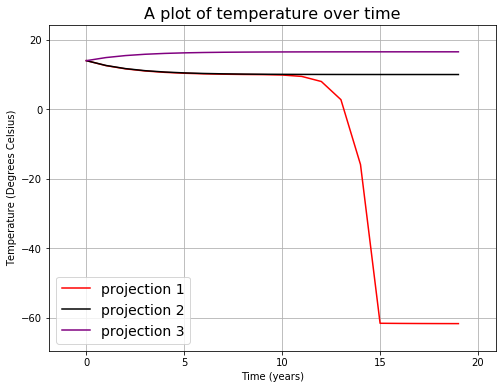 A plot of temperature over time
Temperature (Degrees Celsius)
20
0
−20
−40
−60
projection 1
projection 2
projection 3
0
5
10
15
20
Time (years)